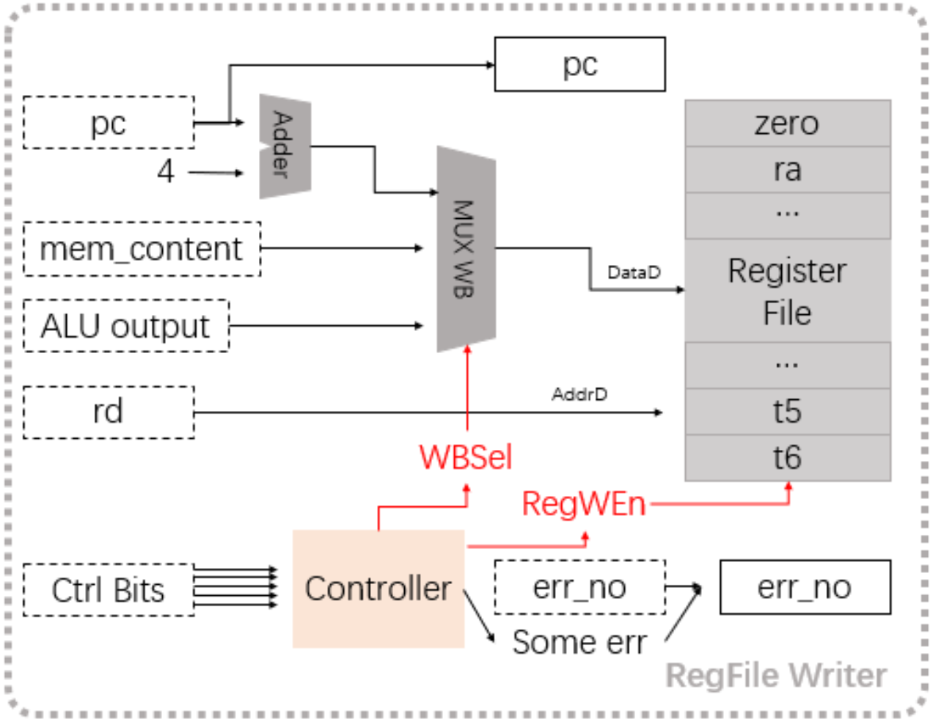 pc
pc
4
Adder
zero
ra
...
mem_content
MUX WB
DataD
Register
File
ALU output
...
rd
AddrD
t5
t6
WBSel
RegWEn
Ctrl Bits
Controller
err_no
err_no
Some err
RegFile Writer